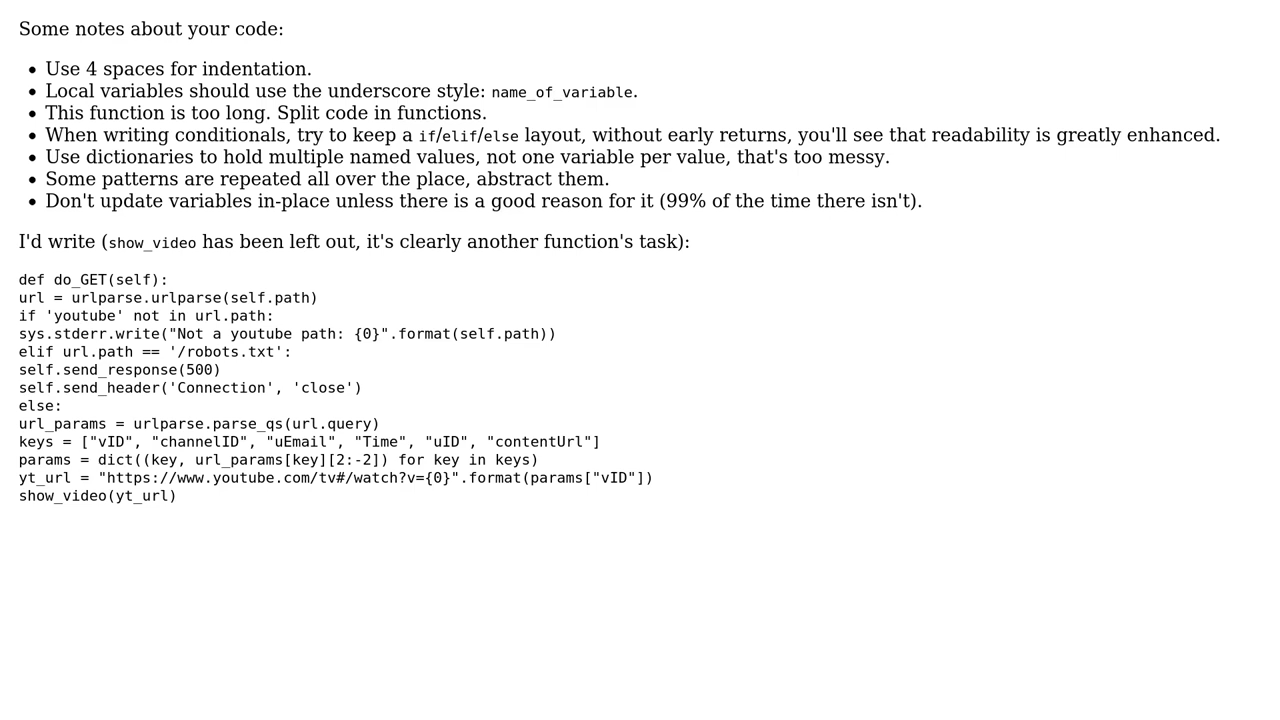 Some notes about your code:
• Use 4 spaces for indentation.
• Local variables should use the underscore style: name_of_variable.
• This function is too long. Split code in functions.
• When writing conditionals, try to keep a if/elif/else layout, without early returns, you'll see that readability is greatly enhanced.
• Use dictionaries to hold multiple named values, not one variable per value, that's too messy.
• Some patterns are repeated all over the place, abstract them.
• Don't update variables in-place unless there is a good reason for it (99% of the time there isn't).
I'd write (show_video has been left out, it's clearly another function's task):
def do_GET(self):
url = urlparse.urlparse(self.path)
if 'youtube' not in url.path:
sys.stderr.write("Not a youtube path: {0}".format(self.path))
elif url.path == '/robots.txt':
self.send_response(500)
self.send_header('Connection', 'close')
else:
url_params = urlparse.parse_qs(url.query)
keys = ["vID", "channelID", "uEmail", "Time", "uID", "contentUrl"]
params = dict((key, url_params[key][2:-2]) for key in keys)
yt_url = "https://www.youtube.com/tv#/watch?v={0}".format(params["vID"])
show_video(yt_url)